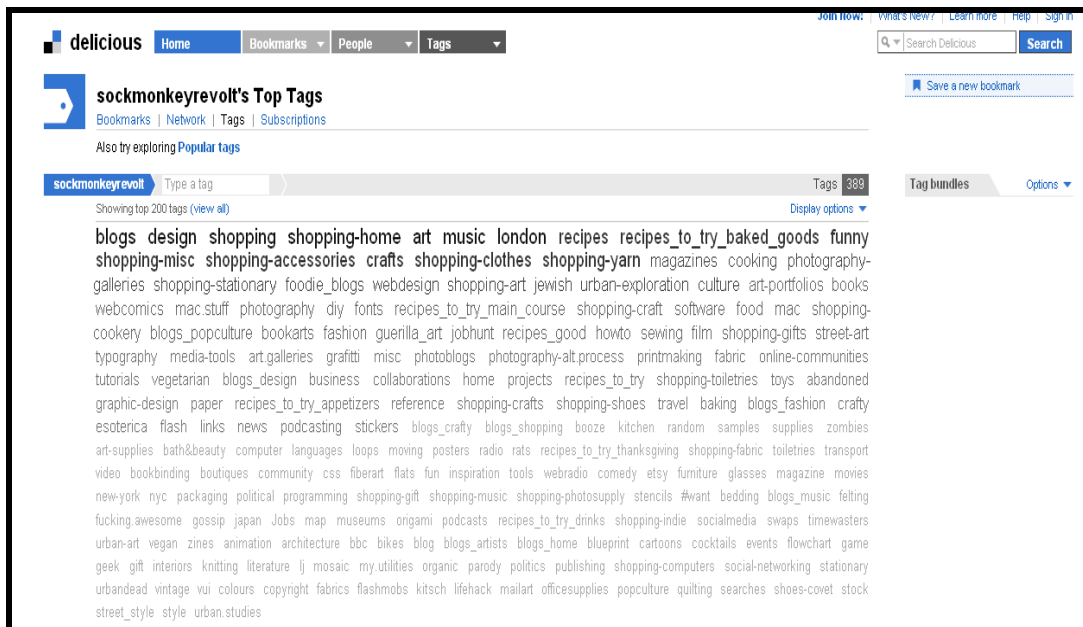 Join now! What's New? Learn more Help Sign In
delicious Home Bookmarks People Tags Search Delicious Search
sockmonkeyrevolt's Top Tags
Save a new bookmark
Bookmarks | Network | Tags | Subscriptions
Also try exploring Popular tags
sockmonkeyrevolt Type a tag Tags 389 Tag bundles Options
Showing top 200 tags (view all) Display options
blogs design shopping shopping-home art music london recipes recipes_to_try_baked_goods funny
shopping-misc shopping-accessories crafts shopping-clothes shopping-yarn magazines cooking photography-
galleries shopping-stationary foodie_blogs webdesign shopping-art jewish urban-exploration culture art-portfolios books
webcomics mac.stuff photography diy fonts recipes_to_try_main_course shopping-craft software food mac shopping-
cookery blogs_popculture bookarts fashion guerilla_art jobhunt recipes_good howto sewing film shopping-gifts street-art
typography media-tools art.galleries grafitti misc photoblogs photography-alt.process printmaking fabric online-communities
tutorials vegetarian blogs_design business collaborations home projects recipes_to_try shopping-toiletries toys abandoned
graphic-design paper recipes_to_try_appetizers reference shopping-crafts shopping-shoes travel baking blogs_fashion crafty
esoterica flash links news podcasting stickers blogs_crafty blogs_shopping booze kitchen random samples supplies zombies
art-supplies bath&beauty computer languages loops moving posters radio rats recipes_to_try_thanksgiving shopping-fabric toiletries transport
video bookbinding boutiques community css fiberart flats fun inspiration tools webradio comedy etsy furniture glasses magazine movies
new-york nyc packaging political programming shopping-gift shopping-music shopping-photosupply stencils #want bedding blogs_music felting
fucking.awesome gossip japan Jobs map museums origami podcasts recipes_to_try_drinks shopping-indie socialmedia swaps timewasters
urban-art vegan zines animation architecture bbc bikes blog blogs_artists blogs_home blueprint cartoons cocktails events flowchart game
geek gift interiors knitting literature lj mosaic my.utilities organic parody politics publishing shopping-computers social-networking stationary
urbandead vintage vui colours copyright fabrics flashmobs kitsch lifehack mailart officesupplies popculture quilting searches shoes-covet stock
street_style style urban.studies